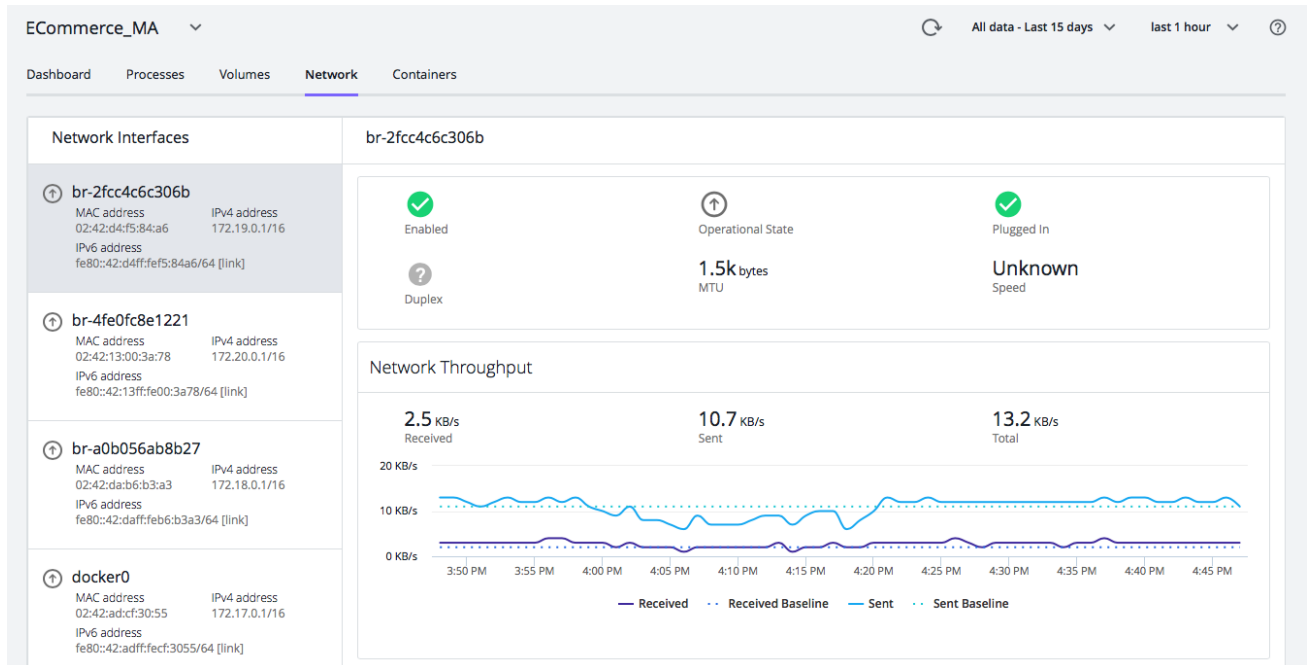 ECommerce_MA
All data - Last 15 days
last 1 hour
Dashboard Processes Volumes Network Containers
Network Interfaces
br-2fcc4c6c306b
MAC address IPv4 address
02:42:d4:f5:84:a6 172.19.0.1/16
IPv6 address
fe80::42:d4ff:fef5:84a6/64 [link]
br-4fe0fc8e1221
MAC address IPv4 address
02:42:13:00:3a:78 172.20.0.1/16
IPv6 address
fe80::42:13ff:fe00:3a78/64 [link]
br-a0b056ab8b27
MAC address IPv4 address
02:42:da:b6:b3:a3 172.18.0.1/16
IPv6 address
fe80::42:daff:feb6:b3a3/64 [link]
docker0
MAC address IPv4 address
02:42:ad:cf:30:55 172.17.0.1/16
IPv6 address
fe80::42:adff:fecf:3055/64 [link]
br-2fcc4c6c306b
Enabled Operational State Plugged In
1.5k bytes Unknown
Duplex MTU Speed
Network Throughput
2.5 KB/s 10.7 KB/s 13.2 KB/s
Received Sent Total
20 KB/s
10 KB/s
0 KB/s
3:50 PM 3:55 PM 4:00 PM 4:05 PM 4:10 PM 4:15 PM 4:20 PM 4:25 PM 4:30 PM 4:35 PM 4:40 PM 4:45 PM
Received Received Baseline Sent Sent Baseline